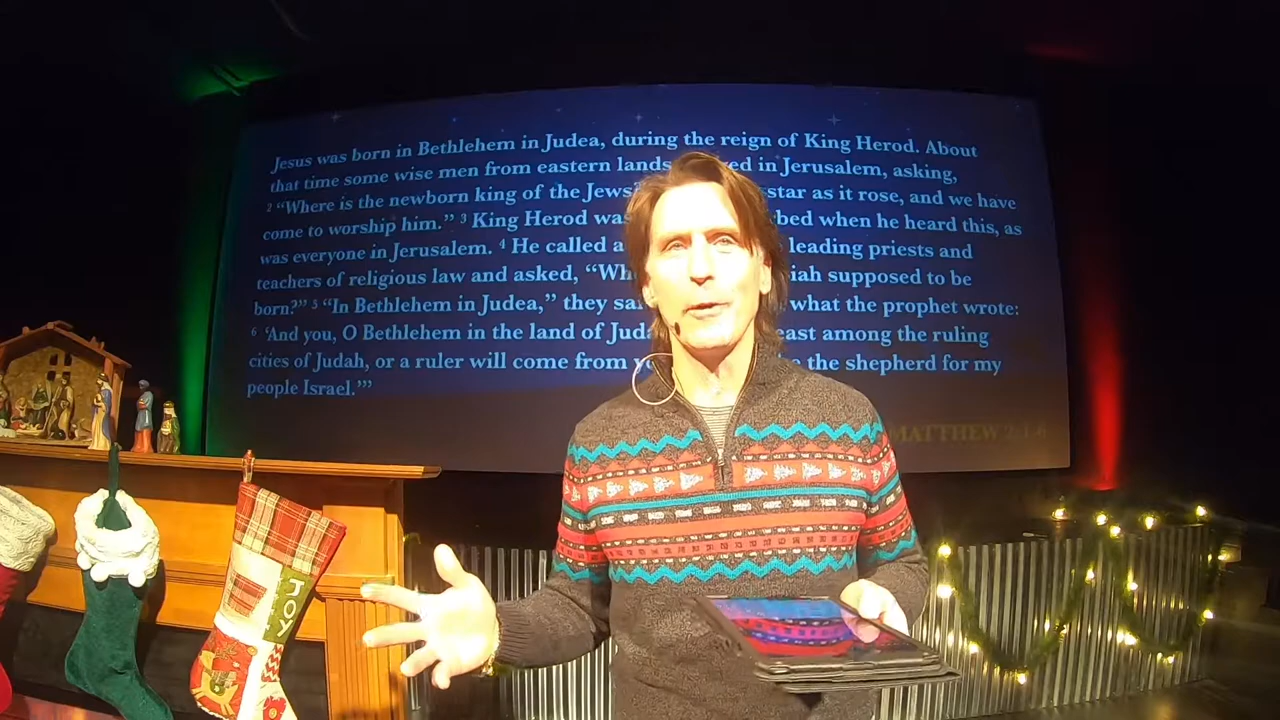 Jesus was born in Bethlehem in Judea, during the reign of King Herod. About
that time some wise men from eastern lands ed in Jerusalem, asking,
2 “Where is the newborn king of the Jews? star as it rose, and we have
come to worship him.” 3 King Herod was bed when he heard this, as
was everyone in Jerusalem. 4 He called a leading priests and
teachers of religious law and asked, “Wh iah supposed to be
born?” 5 “In Bethlehem in Judea,” they sa what the prophet wrote:
6 ‘And you, O Bethlehem in the land of Juda east among the ruling
cities of Judah, or a ruler will come from y e the shepherd for my
people Israel.’”
MATTHEW 2:1-6
JOY